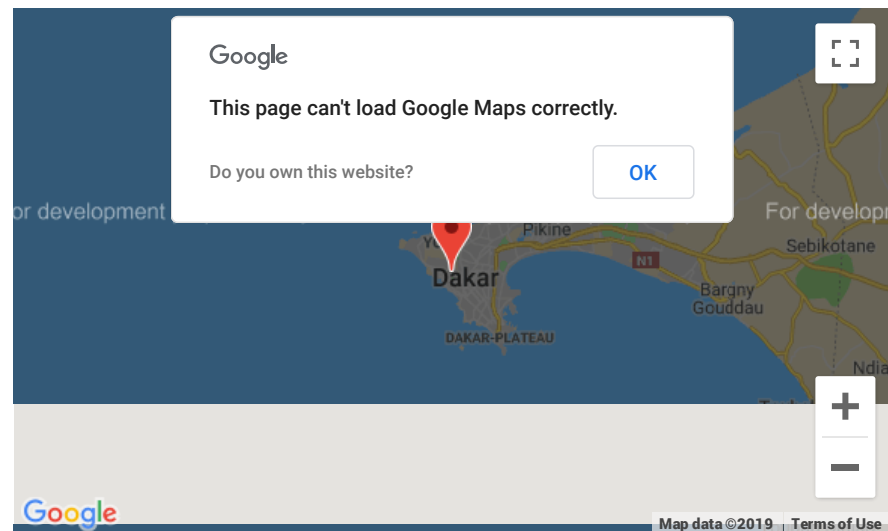 Google
This page can't load Google Maps correctly.
Do you own this website?
OK
or development
For develop
Pikine
Sebikotane
N1
Dakar
Bargny
Gouddau
DAKAR-PLATEAU
Ndia
Google
Map data ©2019
Terms of Use